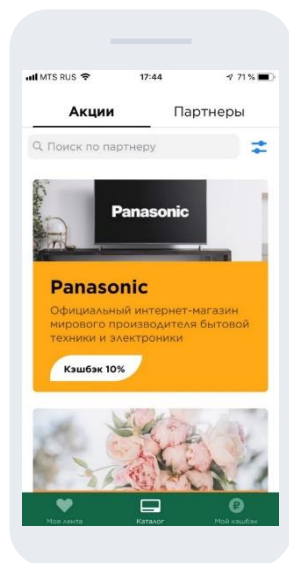 MTS RUS 17:44 71 %
Акции Партнеры
Поиск по партнеру
Panasonic
Panasonic
Официальный интернет-магазин
мирового производителя бытовой
техники и электроники
Кэшбэк 10%
Моя лента Каталог Мой кэшбэк